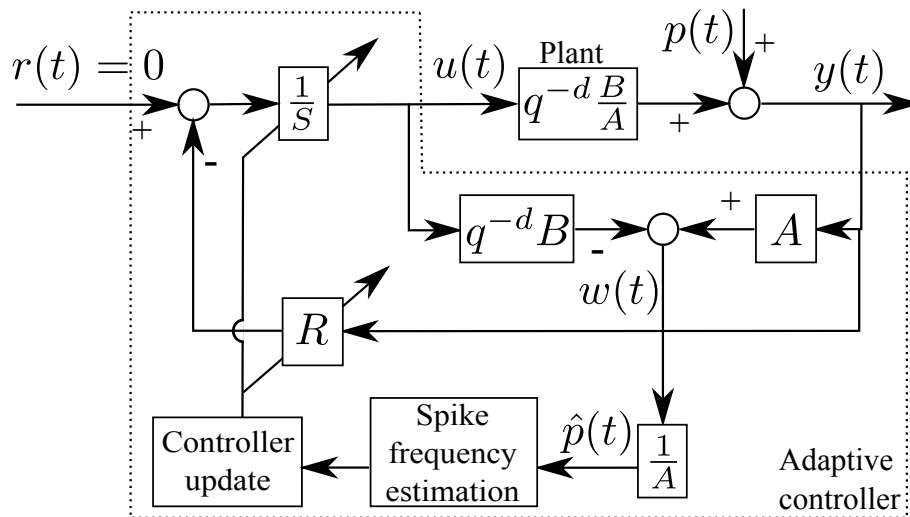 r(t) = 0
+
-
1/S
u(t)
Plant
q^{-d} B/A
+
p(t)
+
y(t)
q^{-d}B
-
+
A
w(t)
R
Controller
update
Spike
frequency
estimation
p̂(t)
1/A
Adaptive
controller